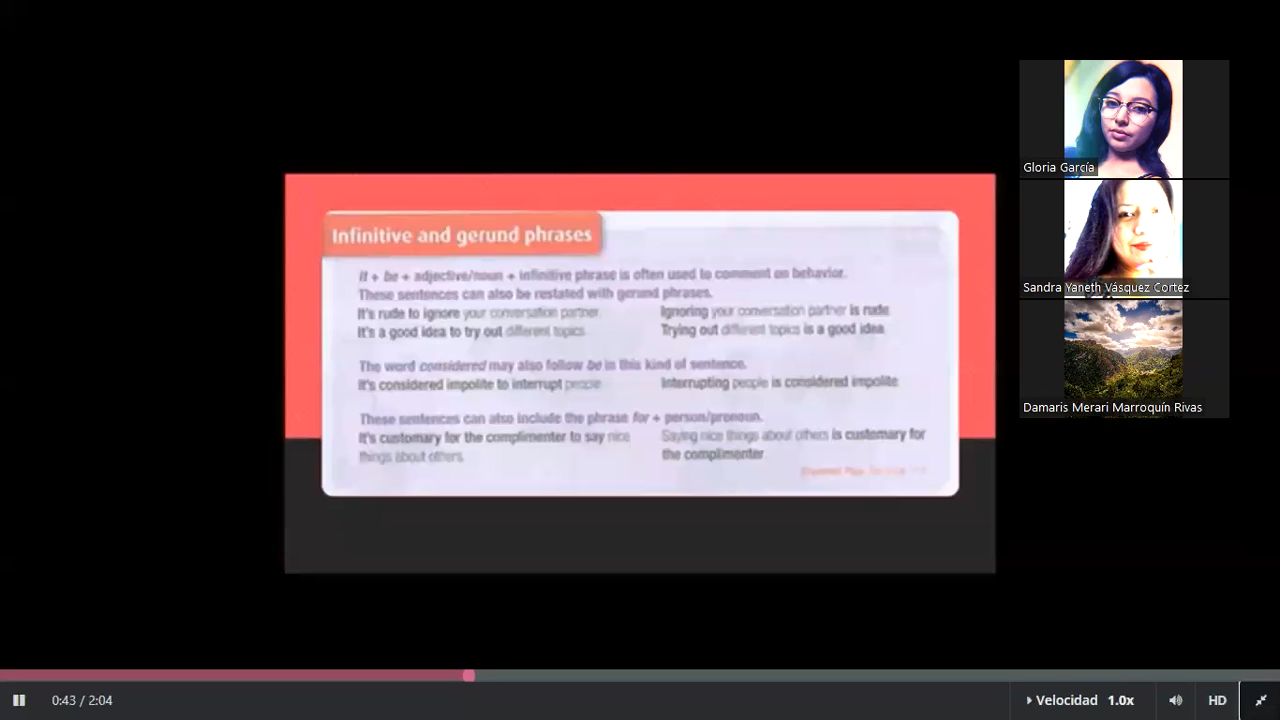 Infinitive and gerund phrases
it + be + adjective/noun + infinitive phrase is often used to comment on behavior.
These sentences can also be restated with gerund phrases.
It's rude to ignore your conversation partner.
Ignoring your conversation partner is rude
It's a good idea to try out different topics.
Trying out different topics is a good idea
The word considered may also follow be in this kind of sentence.
It's considered impolite to interrupt people
Interrupting people is considered impolite
These sentences can also include the phrase for + person/pronoun.
It's customary for the complimenter to say nice
things about others.
Saying nice things about others is customary for
the complimenter
Gloria García
Sandra Yaneth Vásquez Cortez
Damaris Merari Marroquín Rivas
0:43 / 2:04
Velocidad 1.0x
HD